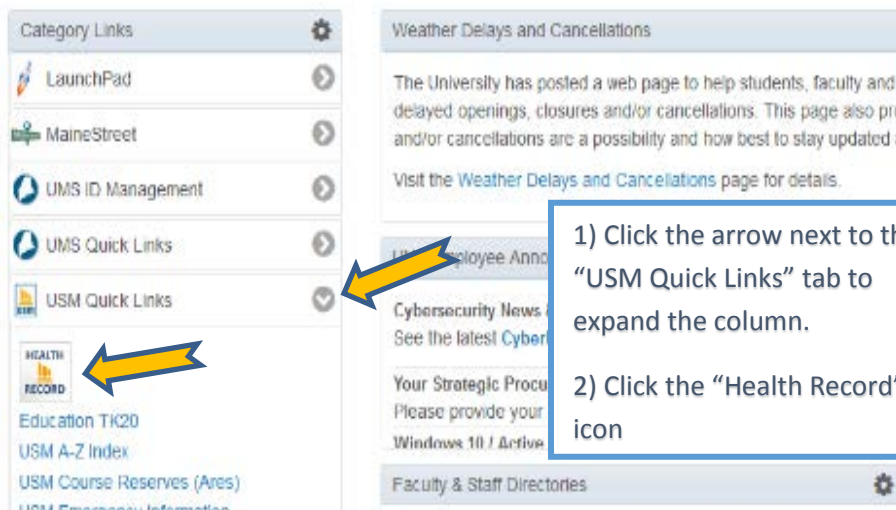 Category Links
LaunchPad
MaineStreet
UMS ID Management
UMS Quick Links
USM Quick Links
HEALTH
RECORD
Education TK20
USM A-Z Index
USM Course Reserves (Ares)
USM Emergency Information
Weather Delays and Cancellations
The University has posted a web page to help students, faculty and
delayed openings, closures and/or cancellations. This page also
and/or cancellations are a possibility and how best to stay updated
Visit the Weather Delays and Cancellations page for details.
Cybersecurity News
See the latest
Your Strategic
Please provide your
Windows 10 / Active
Faculty & Staff Directories
1) Click the arrow next to
"USM Quick Links" tab to
expand the column.
2) Click the "Health Record"
icon